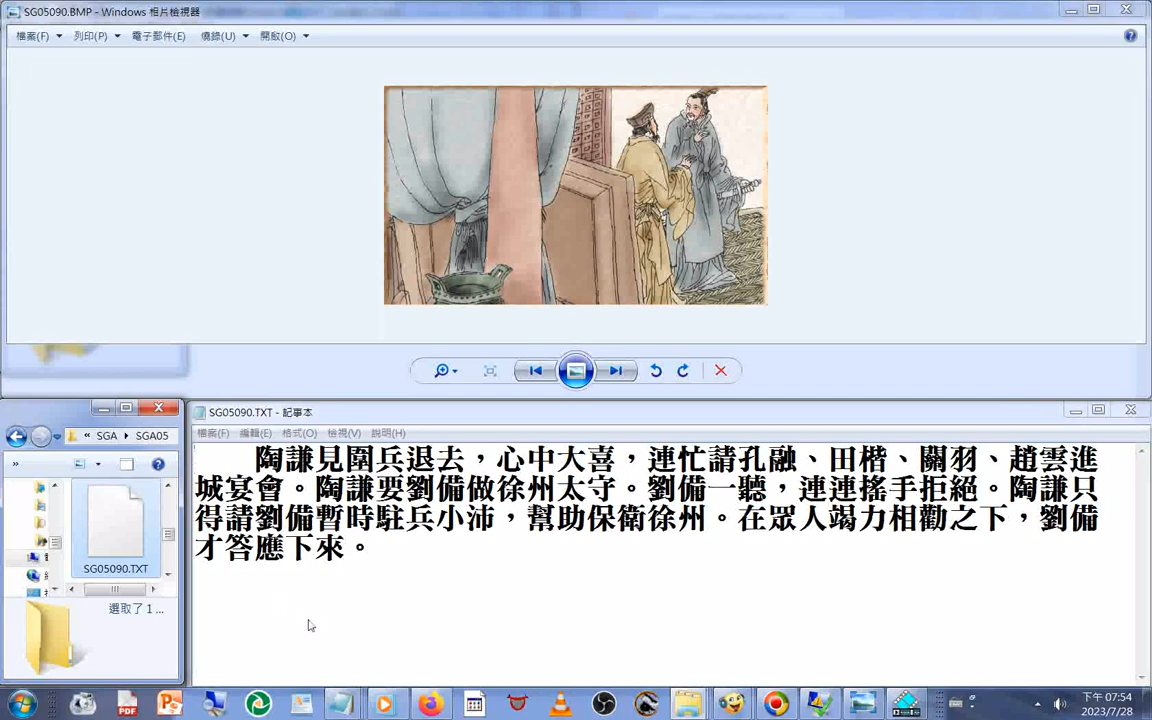 SG05090.BMP - Windows 相片檢視器
檔案(F) 列印(P) 電子郵件(E) 燒錄(U) 開啟(O)
SG05090.TXT - 記事本
« SGA ▸ SGA05
檔案(F) 編輯(E) 格式(O) 檢視(V) 說明(H)
陶謙見圍兵退去，心中大喜，連忙請孔融、田楷、關羽、趙雲進
城宴會。陶謙要劉備做徐州太守。劉備一聽，連連搖手拒絕。陶謙只
得請劉備暫時駐兵小沛，幫助保衛徐州。在眾人竭力相勸之下，劉備
才答應下來。
»
SG05090.TXT
選取了 1 ...
PDF
下午 07:54
2023/7/28